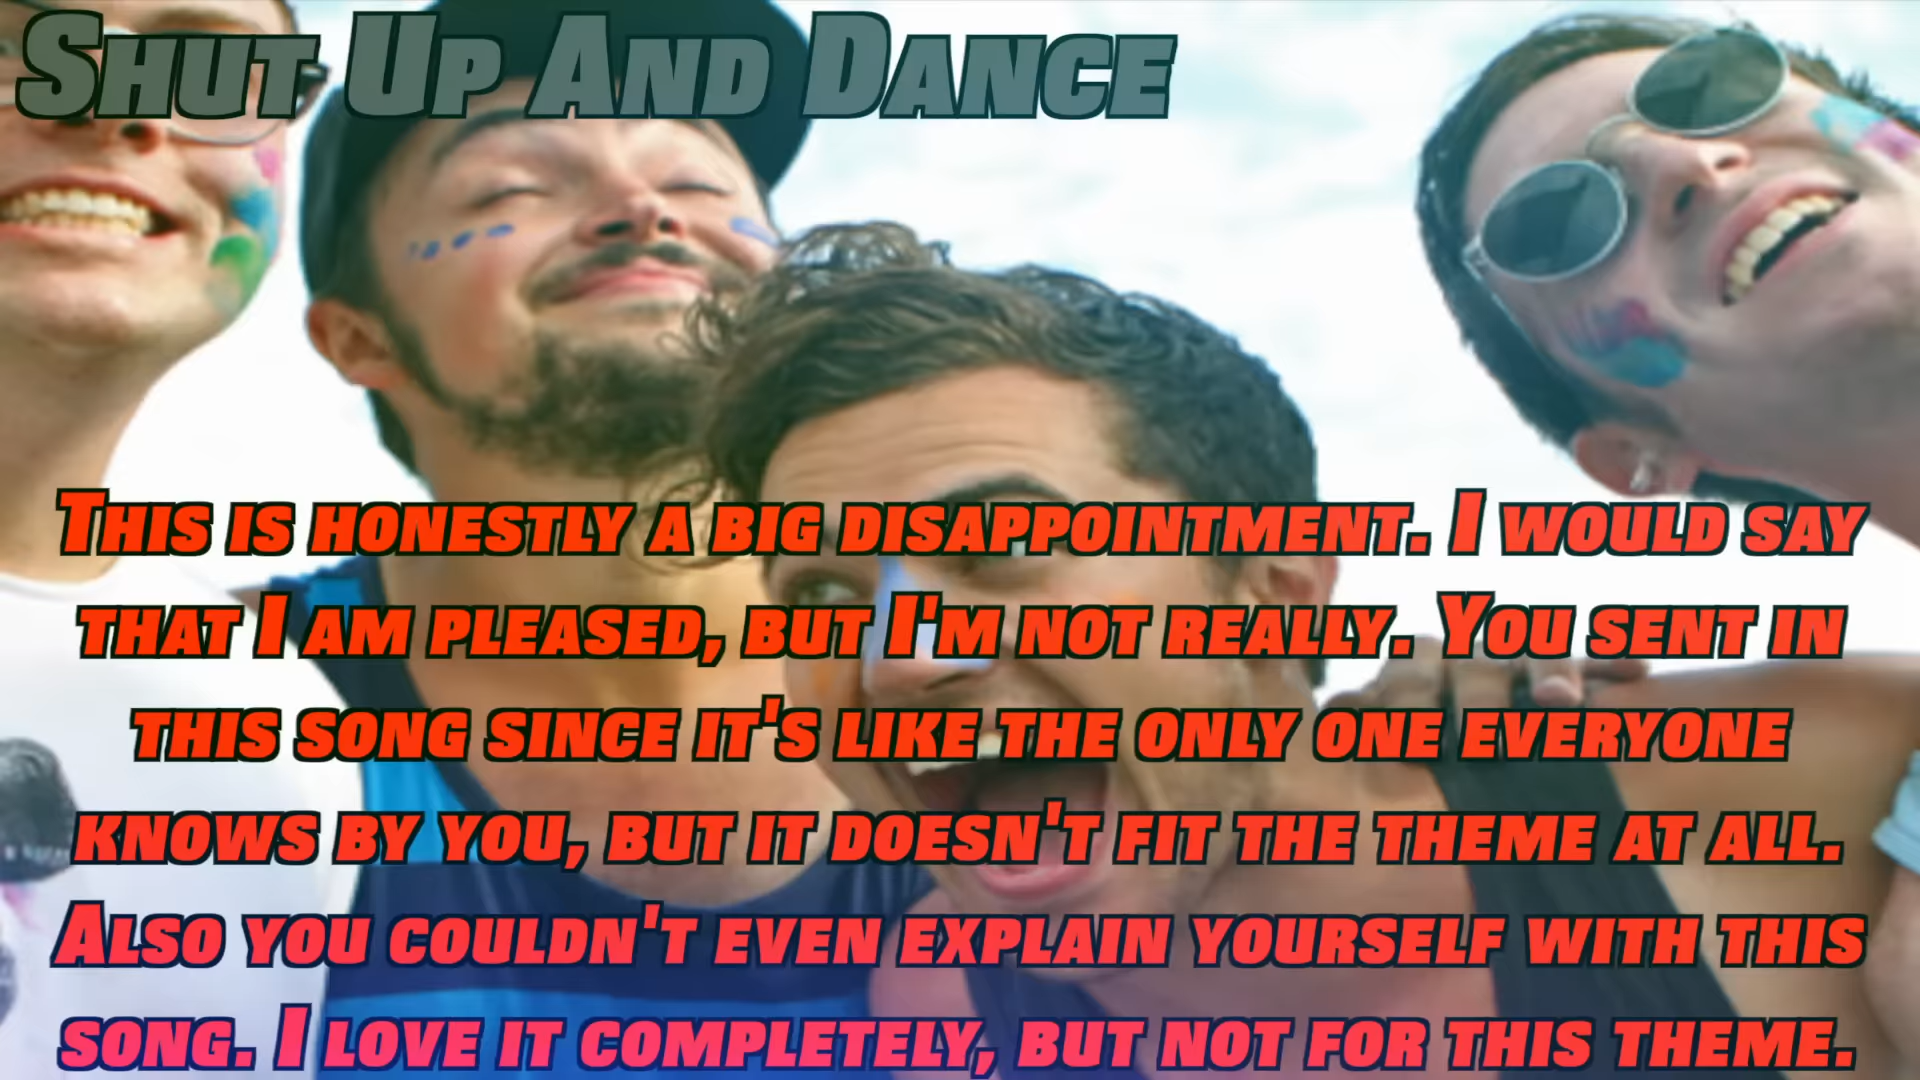 Shut Up And Dance
This is honestly a big disappointment. I would say
that I am pleased, but I'm not really. You sent in
this song since it's like the only one everyone
knows by you, but it doesn't fit the theme at all.
Also you couldn't even explain yourself with this
song. I love it completely, but not for this theme.